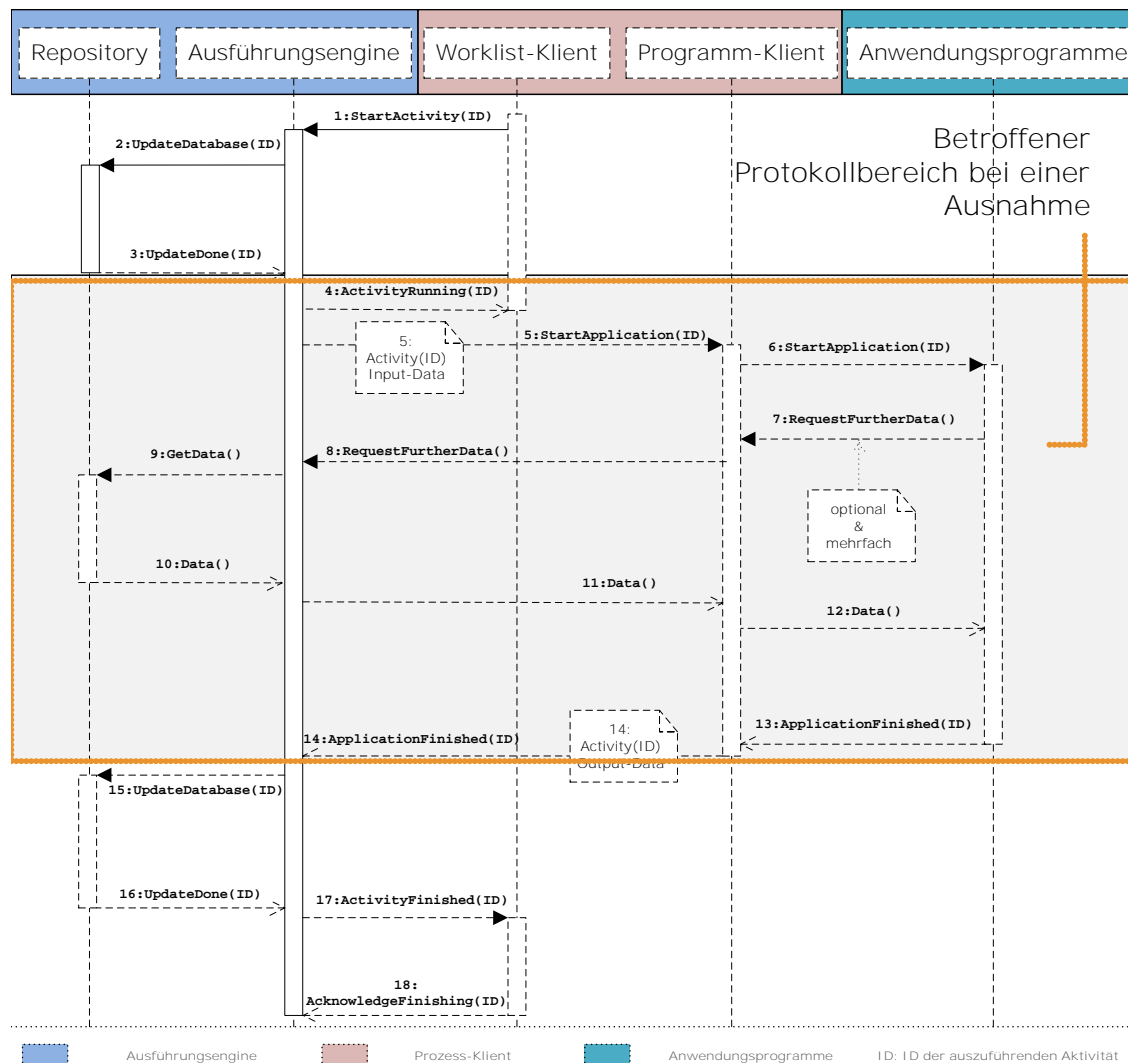 Repository Ausführungsengine Worklist-Klient Programm-Klient Anwendungsprogramme
1:StartActivity(ID)
2:UpdateDatabase(ID)
Betroffener
Protokollbereich bei einer
Ausnahme
3:UpdateDone(ID)
4:ActivityRunning(ID)
5:
Activity(ID)
Input-Data
5:StartApplication(ID)
6:StartApplication(ID)
7:RequestFurtherData()
8:RequestFurtherData()
9:GetData()
optional
&
mehrfach
10:Data()
11:Data()
12:Data()
13:ApplicationFinished(ID)
14:ApplicationFinished(ID)
14:
Activity(ID)
Output-Data
15:UpdateDatabase(ID)
16:UpdateDone(ID)
17:ActivityFinished(ID)
18:
AcknowledgeFinishing(ID)
Ausführungsengine Prozess-Klient Anwendungsprogramme ID: ID der auszuführenden Aktivitat